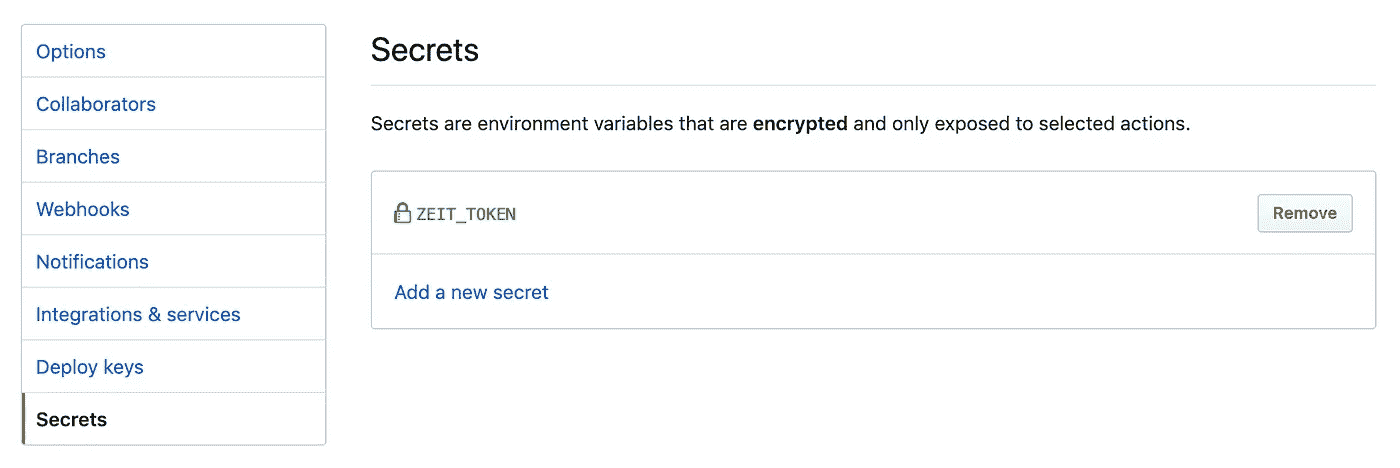 Options
Collaborators
Branches
Webhooks
Notifications
Integrations & services
Deploy keys
Secrets
Secrets
Secrets are environment variables that are encrypted and only exposed to selected actions.
ZEIT_TOKEN
Remove
Add a new secret